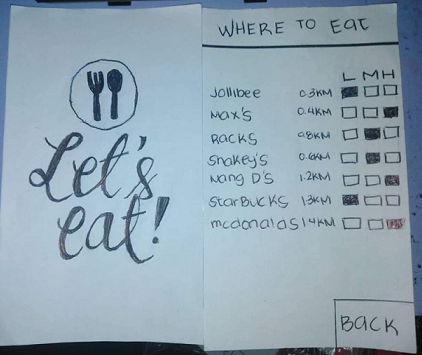 Let's
eat!
WHERE TO Eat
L M H
Jollibee 0.3KM
Max's 0.4KM
Racks 0.8KM
Shakey's 0.6KM
Mang D's 1.2KM
StarBucks 1.3KM
mcdonalds 1.4KM
Back